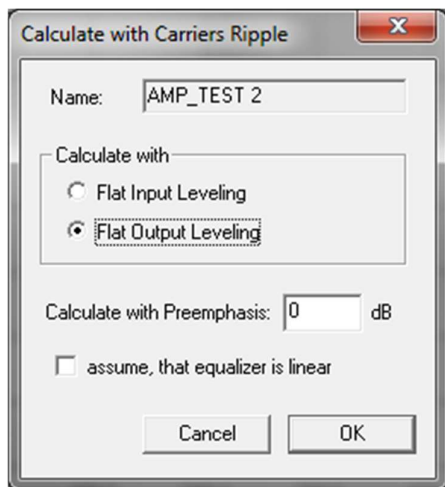 Calculate with Carriers Ripple
Name: AMP_TEST 2
Calculate with
Flat Input Leveling
Flat Output Leveling
Calculate with Preemphasis: 0 dB
assume, that equalizer is linear
Cancel OK